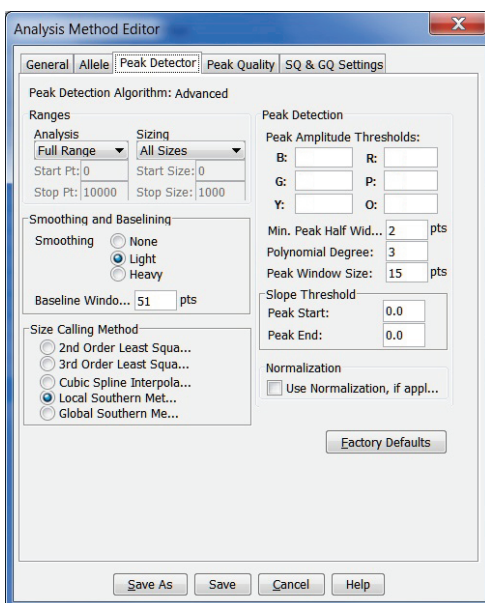 Analysis Method Editor
X
General Allele Peak Detector Peak Quality SQ & GQ Settings
Peak Detection Algorithm: Advanced
Ranges
Analysis Sizing
Full Range All Sizes
Start Pt: 0 Start Size: 0
Stop Pt: 10000 Stop Size: 1000
Smoothing and Baselining
Smoothing None
Light
Heavy
Baseline Windo... 51 pts
Size Calling Method
2nd Order Least Squa...
3rd Order Least Squa...
Cubic Spline Interpola...
Local Southern Met...
Global Southern Me...
Peak Detection
Peak Amplitude Thresholds:
B: R:
G: P:
Y: O:
Min. Peak Half Wid... 2 pts
Polynomial Degree: 3
Peak Window Size: 15 pts
Slope Threshold
Peak Start: 0.0
Peak End: 0.0
Normalization
Use Normalization, if appl...
Factory Defaults
Save As Save Cancel Help